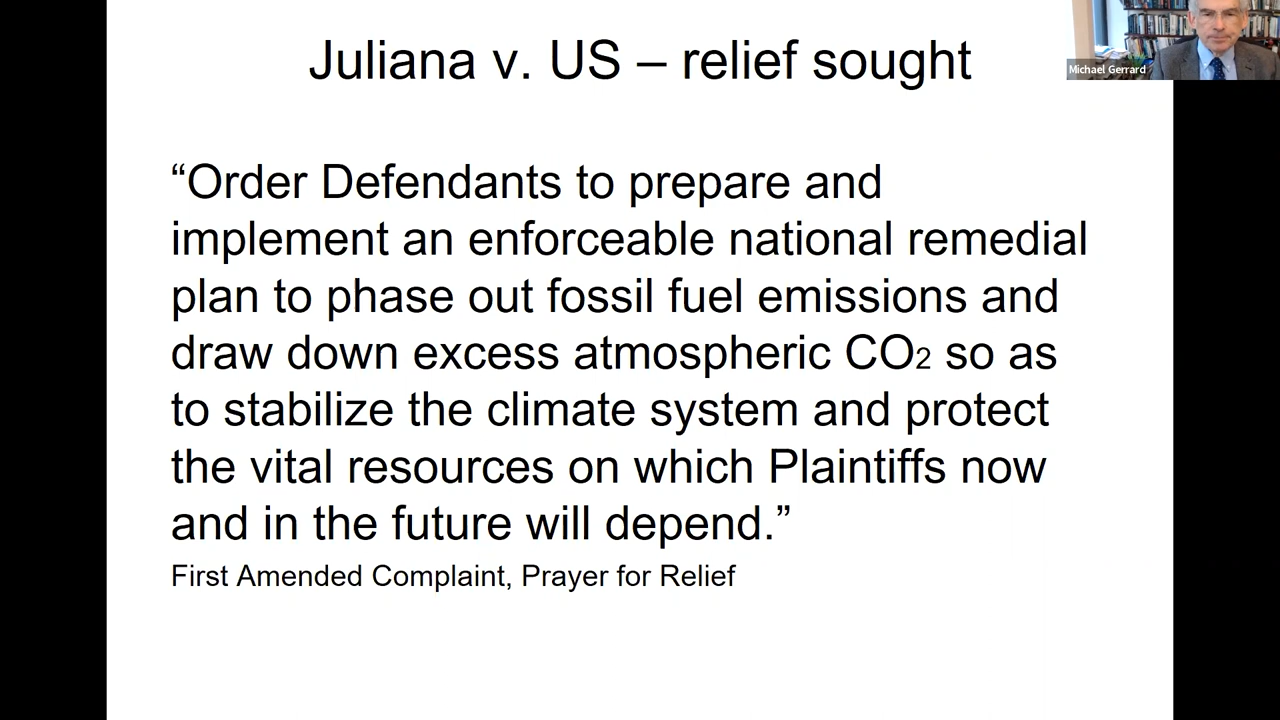 Juliana v. US – relief sought
Michael Gerrard
“Order Defendants to prepare and
implement an enforceable national remedial
plan to phase out fossil fuel emissions and
draw down excess atmospheric CO2 so as
to stabilize the climate system and protect
the vital resources on which Plaintiffs now
and in the future will depend.”
First Amended Complaint, Prayer for Relief